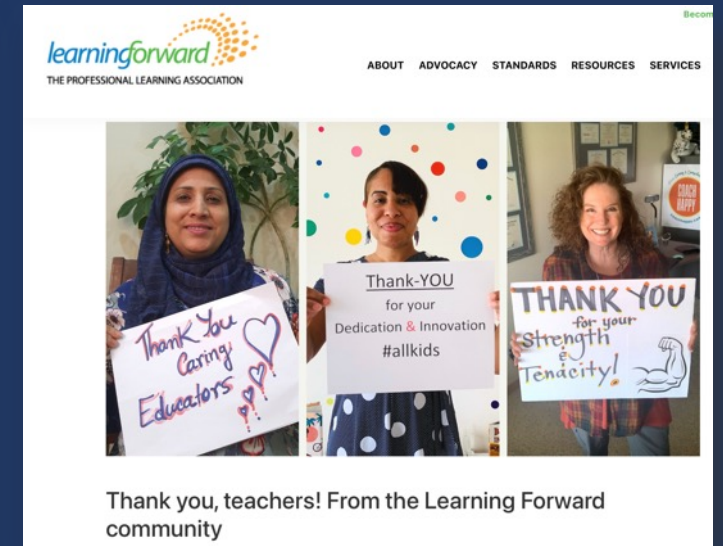 Becom
learningforward
THE PROFESSIONAL LEARNING ASSOCIATION
ABOUT ADVOCACY STANDARDS RESOURCES SERVICES
Thank You
Caring
Educators
Thank-YOU
for your
Dedication & Innovation
#allkids
COACH
HAPPY
THANK YOU
for your
Strength
&
Tenacity!
Thank you, teachers! From the Learning Forward
community